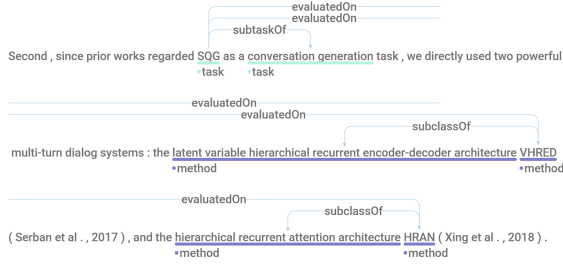 evaluatedOn
evaluatedOn
subtaskOf
Second , since prior works regarded SQG as a conversation generation task , we directly used two powerful
task task
evaluatedOn
evaluatedOn
subclassOf
multi-turn dialog systems : the latent variable hierarchical recurrent encoder-decoder architecture VHRED
method method
evaluatedOn
subclassOf
( Serban et al . , 2017 ) , and the hierarchical recurrent attention architecture HRAN ( Xing et al . , 2018 ) .
method method